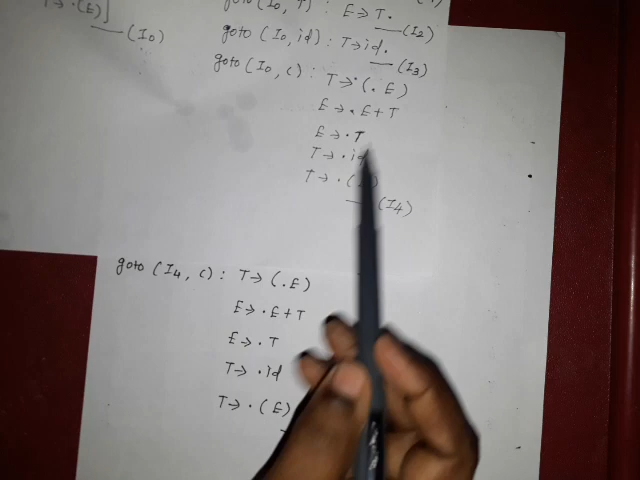 T→·(E)]
(I0)
goto (I0, T) : E→T.
(I2)
goto (I0, id) : T→id.
(I3)
goto (I0, c) : T→·(.E)
E→.E+T
E→·T
T→·id
T→·(
(I4)
goto (I4, c) : T→(.E)
E→·E+T
E→·T
T→·id
T→·(E)